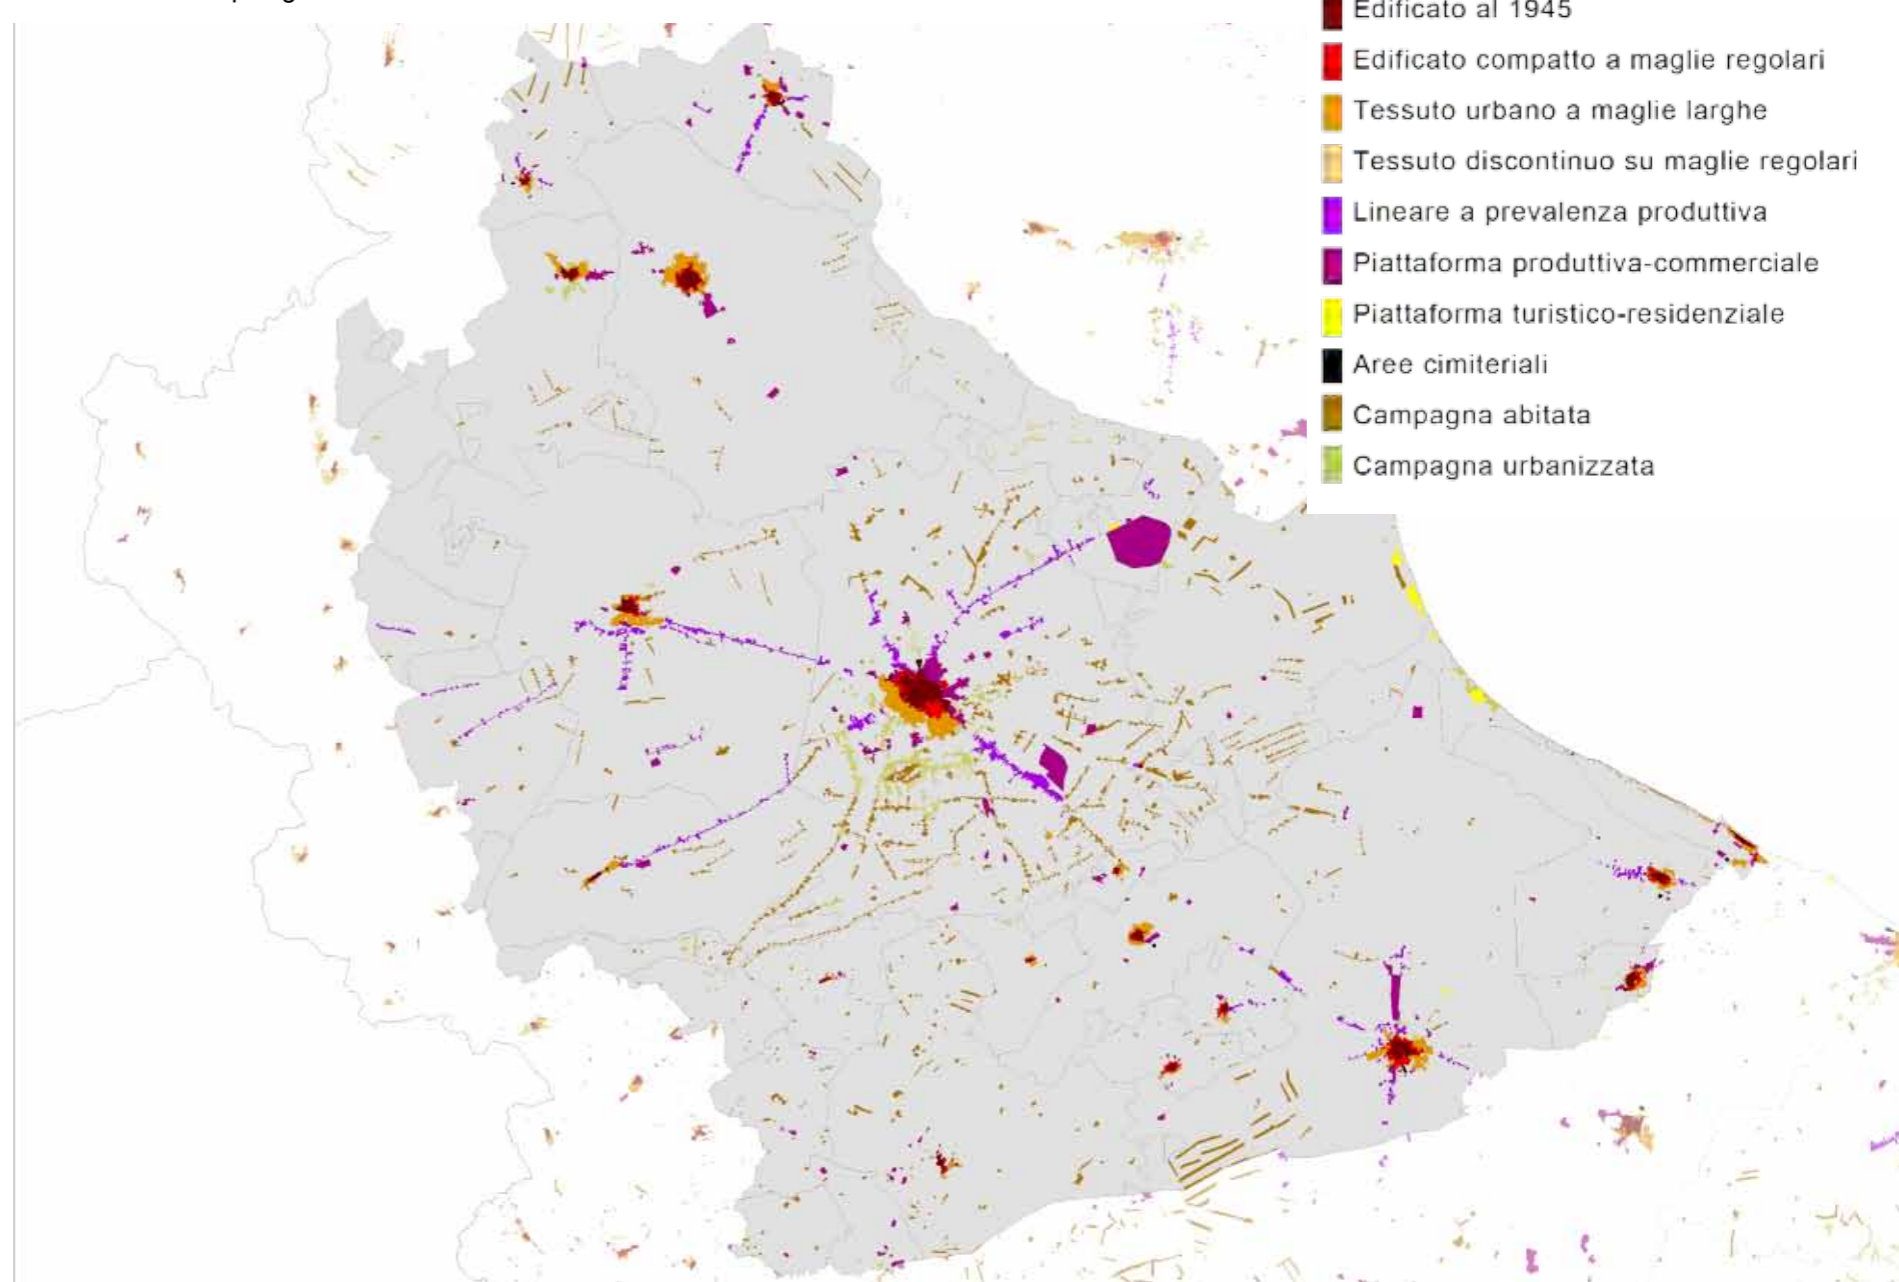 Edificato al 1945
Edificato compatto a maglie regolari
Tessuto urbano a maglie larghe
Tessuto discontinuo su maglie regolari
Lineare a prevalenza produttiva
Piattaforma produttiva-commerciale
Piattaforma turistico-residenziale
Aree cimiteriali
Campagna abitata
Campagna urbanizzata